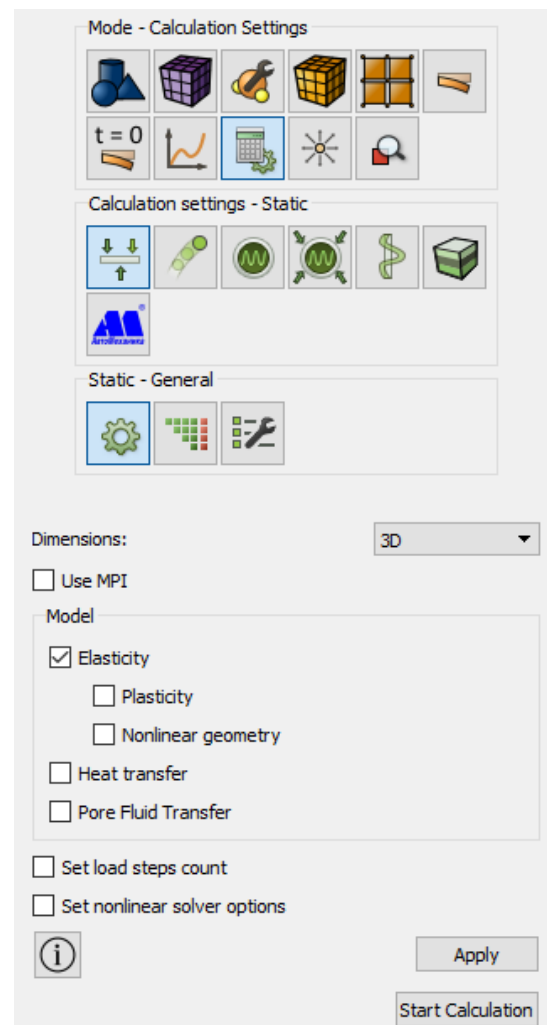 Mode - Calculation Settings
t = 0
Calculation settings - Static
АвтоМеханика
Static - General
Dimensions:
3D
Use MPI
Model
Elasticity
Plasticity
Nonlinear geometry
Heat transfer
Pore Fluid Transfer
Set load steps count
Set nonlinear solver options
i
Apply
Start Calculation